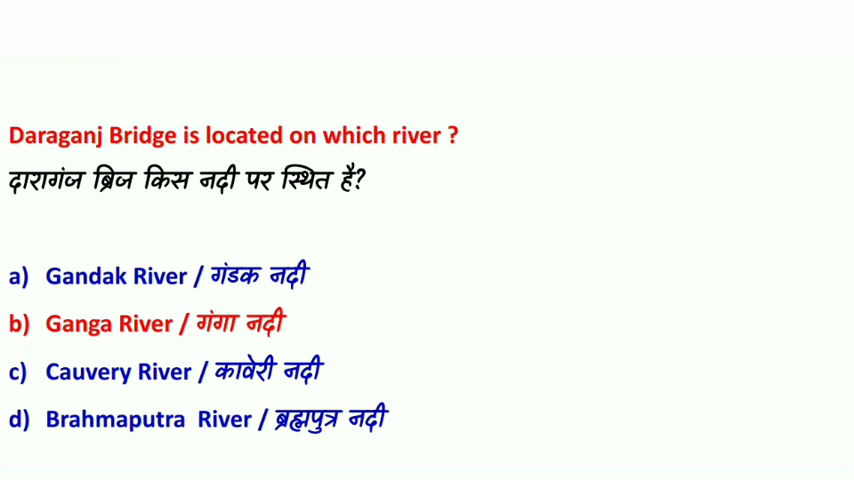 Daraganj Bridge is located on which river ?
दारागंज ब्रिज किस नदी पर स्थित है?
a) Gandak River / गंडक नदी
b) Ganga River / गंगा नदी
c) Cauvery River / कावेरी नदी
d) Brahmaputra River / ब्रह्मपुत्र नदी